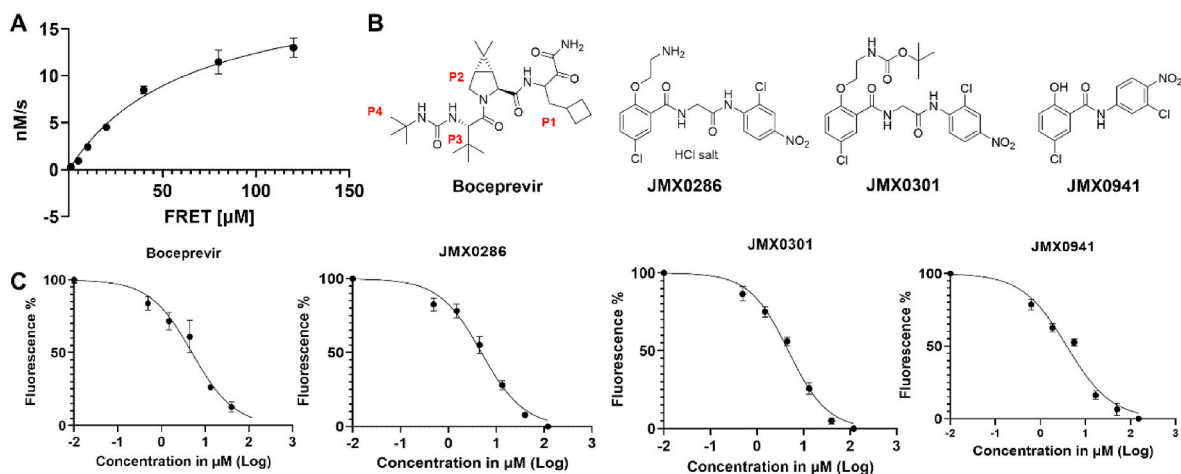 A
B
nM/s
15
10
5
0
-5
50
100
150
FRET [µM]
P2
P4
P3
P1
NH2
O
O
HN
O
N
O
H
N
H
N
O
Boceprevir
NH2
O
O
N
H
H
N
O
Cl
NO2
Cl
HCl salt
JMX0286
HN
O
O
O
O
N
H
H
N
O
Cl
NO2
Cl
JMX0301
OH
O
N
H
NO2
Cl
Cl
JMX0941
C
Boceprevir
Fluorescence %
100
50
0
-2
-1
0
1
2
3
Concentration in µM (Log)
JMX0286
Fluorescence %
100
50
0
-2
-1
0
1
2
3
Concentration in µM (Log)
JMX0301
Fluorescence %
100
50
0
-2
-1
0
1
2
3
Concentration in µM (Log)
JMX0941
Fluorescence %
100
50
0
-2
-1
0
1
2
3
Concentration in µM (Log)